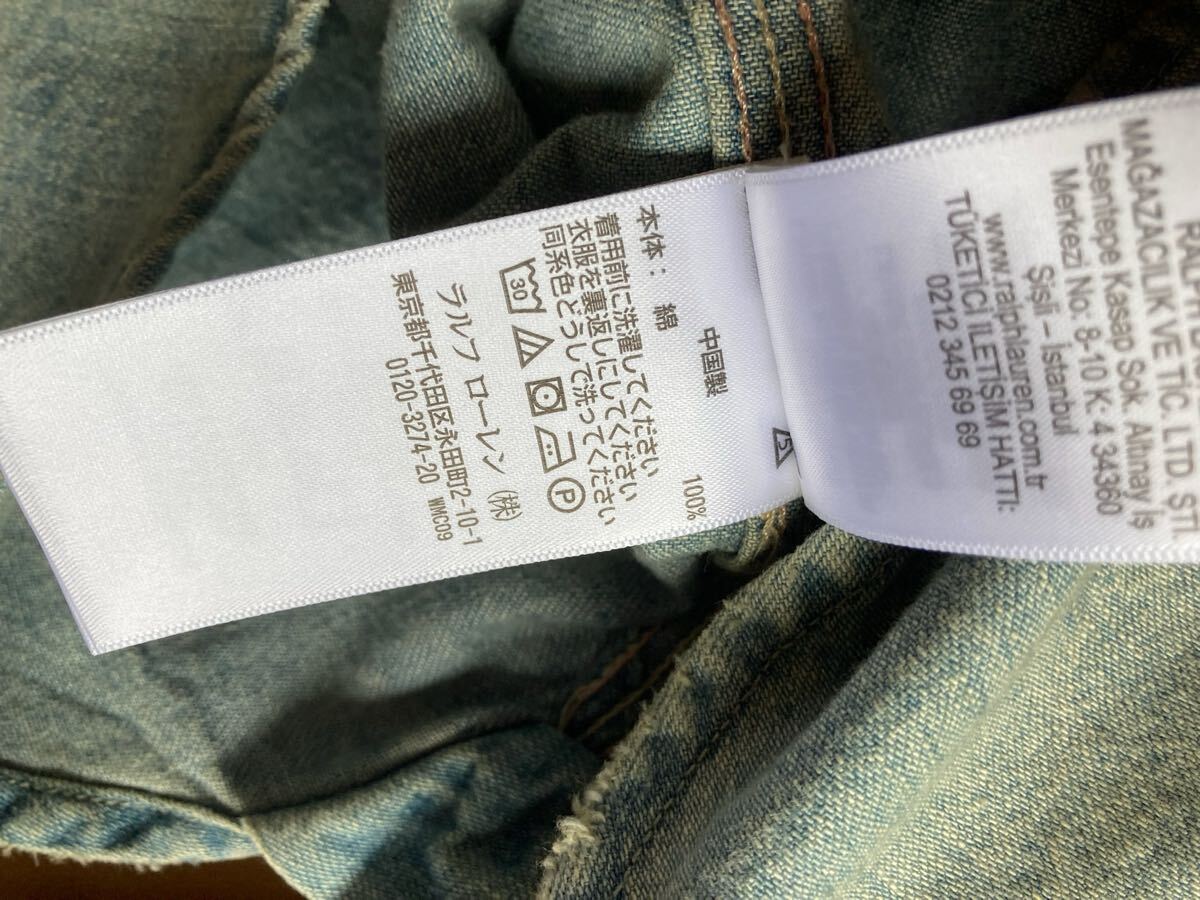 RALPH
MAĞAZACILIK VE TİC. LTD. ŞTİ.
Esentepe Kasap Sok. Altınay İş
Merkezi No: 8-10 K: 4 34360
Şişli – İstanbul
www.ralphlauren.com.tr
TÜKETİCİ İLETİŞİM HATTI:
0212 345 69 69
5
中国製
本体: 綿 100%
着用前に洗濯してください
衣服を裏返しにしてください
同系色どうしで洗ってください
30
P
ラルフ ローレン (株)
東京都千代田区永田町2-10-1
0120-3274-20 WMC09